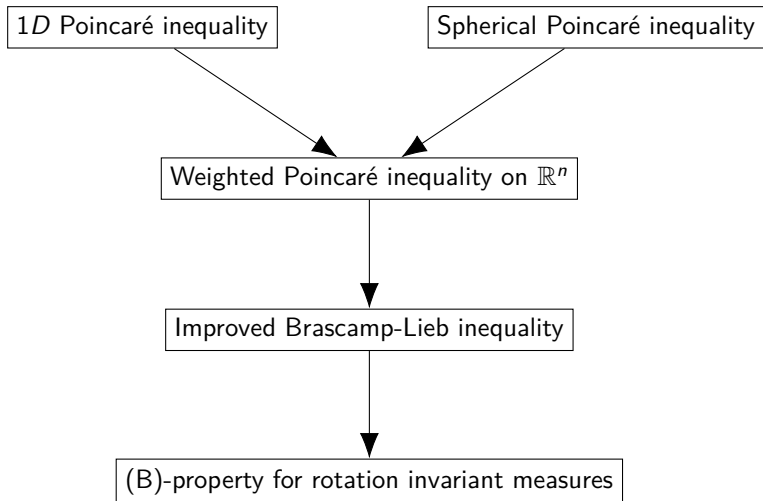 1D Poincaré inequality
Spherical Poincaré inequality
Weighted Poincaré inequality on ℝⁿ
Improved Brascamp-Lieb inequality
(B)-property for rotation invariant measures